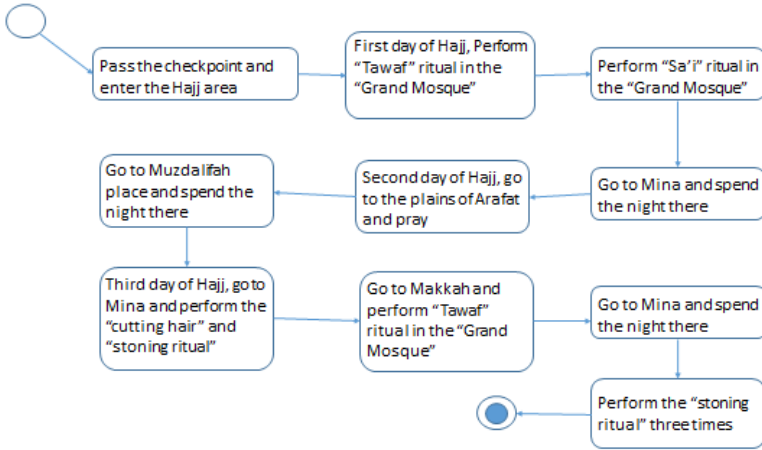 Pass the checkpoint and
enter the Hajj area
First day of Hajj, Perform
“Tawaf” ritual in the
“Grand Mosque”
Perform “Sa’i” ritual in
the “Grand Mosque”
Go to Mina and spend
the night there
Second day of Hajj, go
to the plains of Arafat
and pray
Go to Muzdalifah
place and spend the
night there
Third day of Hajj, go to
Mina and perform the
“cutting hair” and
“stoning ritual”
Go to Makkah and
perform “Tawaf”
ritual in the “Grand
Mosque”
Go to Mina and spend
the night there
Perform the “stoning
ritual” three times